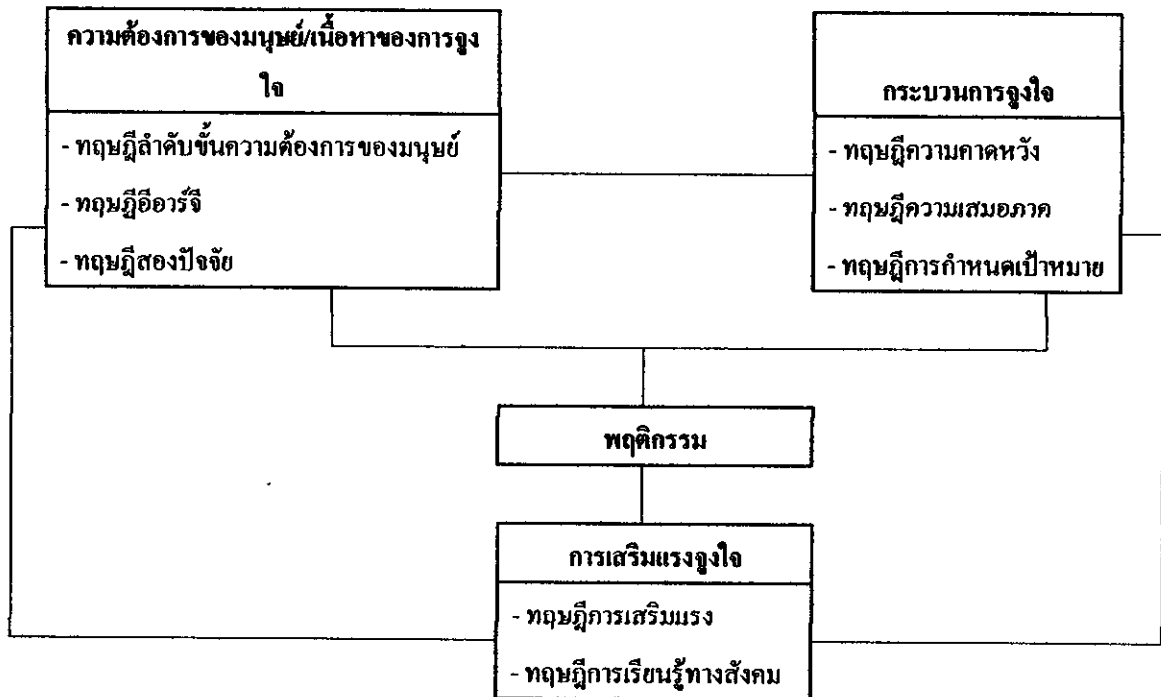 ความต้องการของมนุษย์/เนื้อหาของการจูง
ใจ
- ทฤษฎีลำดับขั้นความต้องการของมนุษย์
- ทฤษฎีอีอาร์จี
- ทฤษฎีสองปัจจัย
กระบวนการจูงใจ
- ทฤษฎีความคาดหวัง
- ทฤษฎีความเสมอภาค
- ทฤษฎีการกำหนดเป้าหมาย
พฤติกรรม
การเสริมแรงจูงใจ
- ทฤษฎีการเสริมแรง
- ทฤษฎีการเรียนรู้ทางสังคม